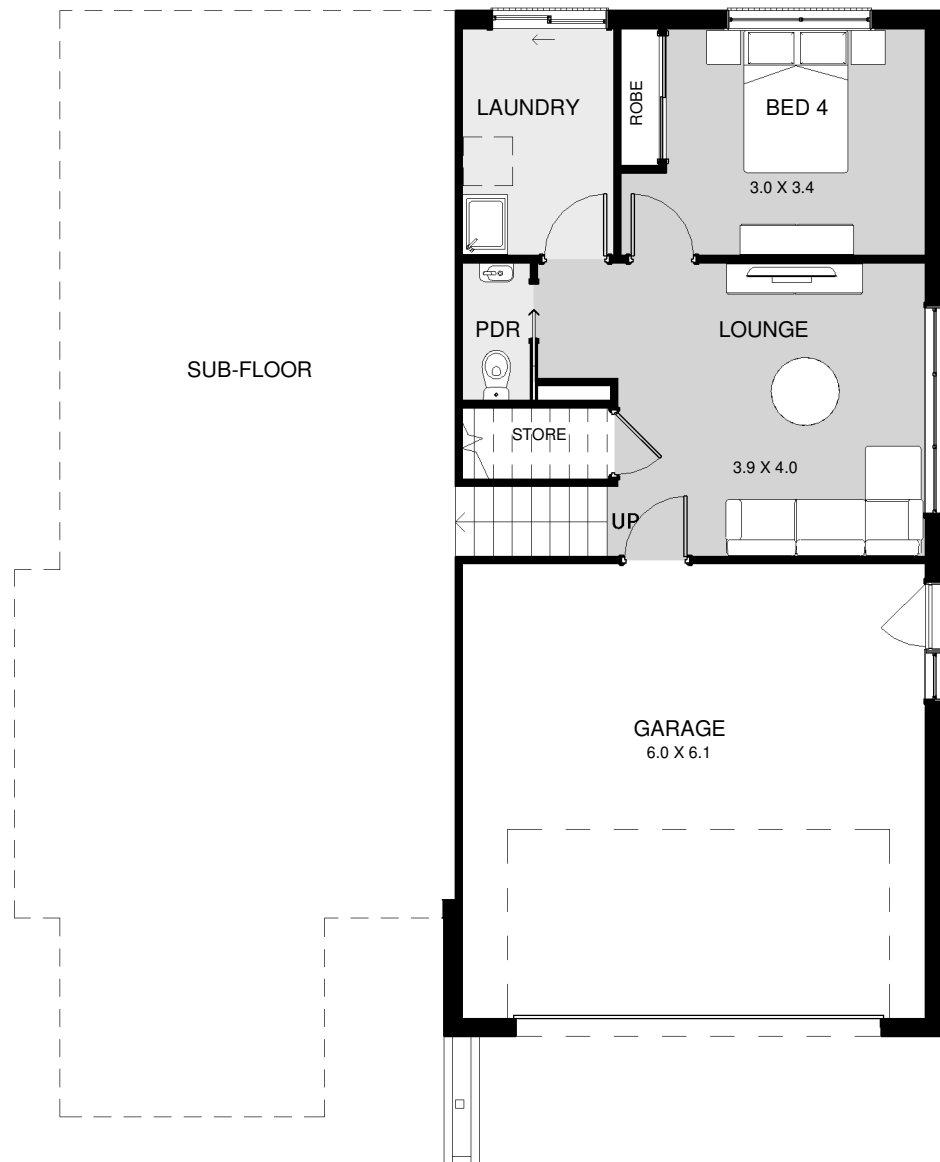 LAUNDRY
ROBE
BED 4
3.0 X 3.4
PDR
LOUNGE
SUB-FLOOR
STORE
3.9 X 4.0
UP
GARAGE
6.0 X 6.1